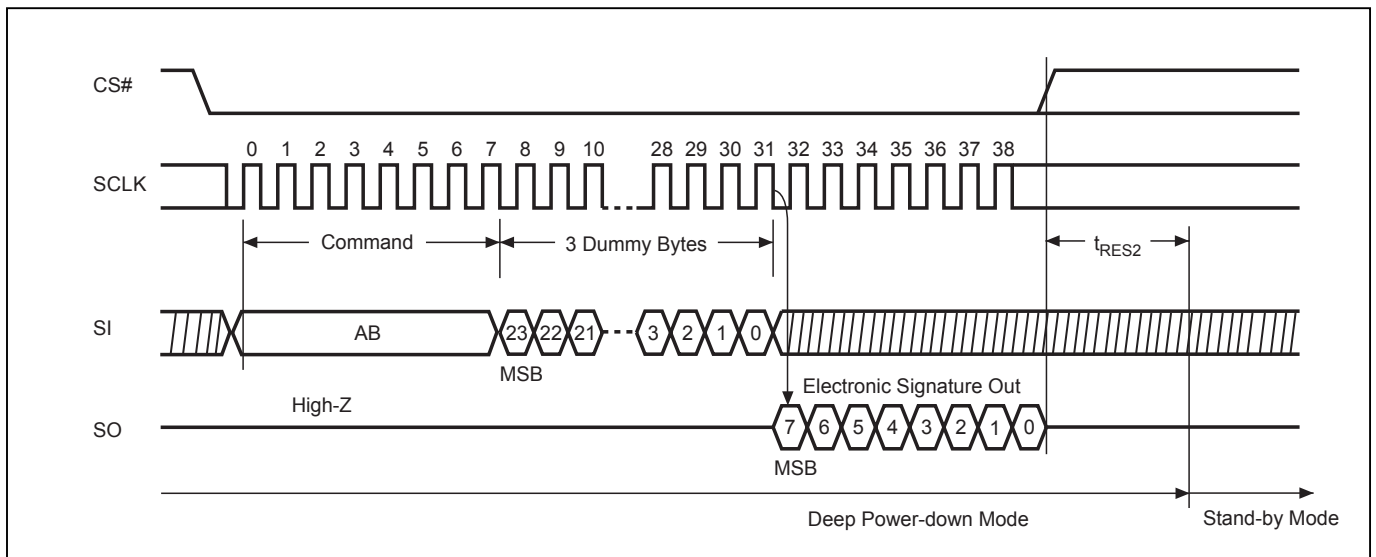 CS#
0 1 2 3 4 5 6 7 8 9 10 28 29 30 31 32 33 34 35 36 37 38
SCLK
Command 3 Dummy Bytes tRES2
SI AB 23 22 21 3 2 1 0
MSB
Electronic Signature Out
High-Z
SO 7 6 5 4 3 2 1 0
MSB
Deep Power-down Mode Stand-by Mode